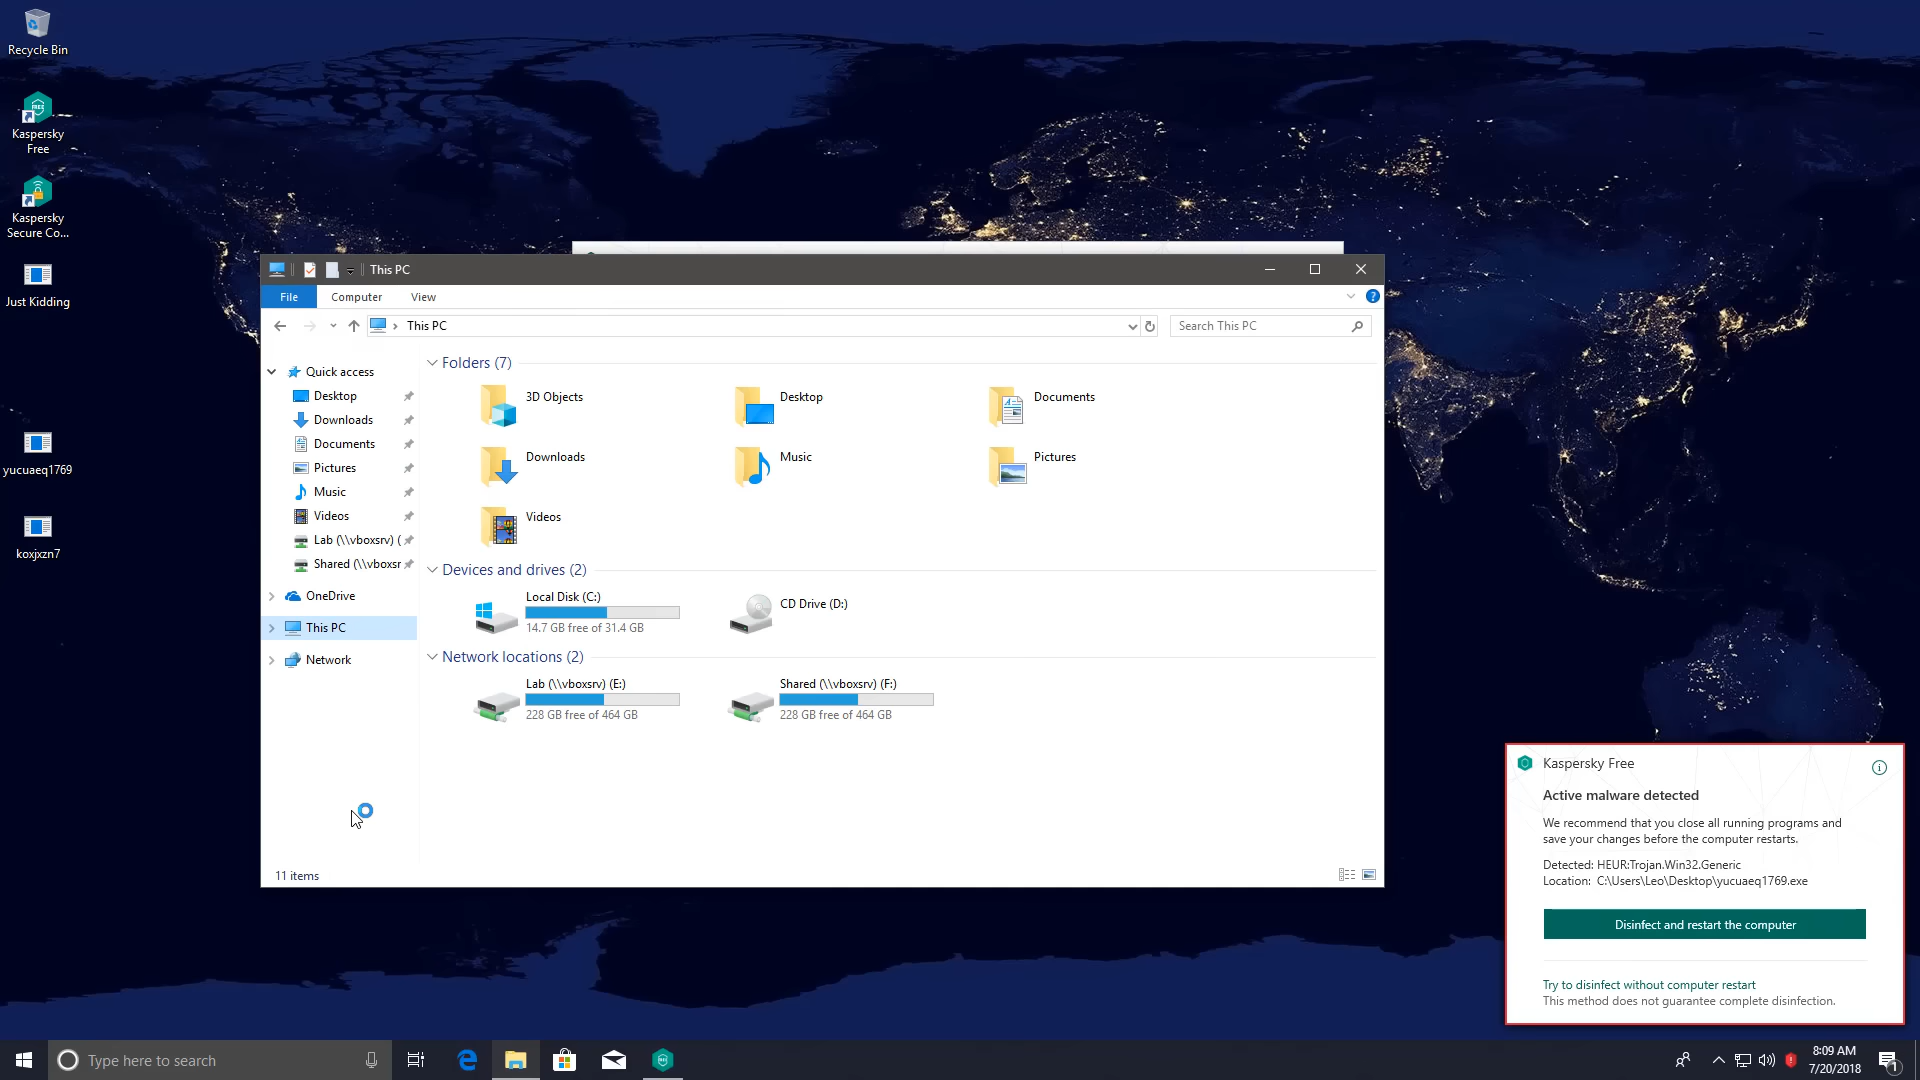 Recycle Bin
Kaspersky
Free
Kaspersky
Secure Co...
Just Kidding
yucuaeq1769
koxjxzn7
This PC
File
Computer
View
This PC
Search This PC
Quick access
Desktop
Downloads
Documents
Pictures
Music
Videos
Lab (\\vboxsrv) (
Shared (\\vboxsr
OneDrive
This PC
Network
Folders (7)
3D Objects
Desktop
Documents
Downloads
Music
Pictures
Videos
Devices and drives (2)
Local Disk (C:)
14.7 GB free of 31.4 GB
CD Drive (D:)
Network locations (2)
Lab (\\vboxsrv) (E:)
228 GB free of 464 GB
Shared (\\vboxsrv) (F:)
228 GB free of 464 GB
11 items
Kaspersky Free
Active malware detected
We recommend that you close all running programs and
save your changes before the computer restarts.
Detected: HEUR:Trojan.Win32.Generic
Location: C:\Users\Leo\Desktop\yucuaeq1769.exe
Disinfect and restart the computer
Try to disinfect without computer restart
This method does not guarantee complete disinfection.
Type here to search
8:09 AM
7/20/2018
1